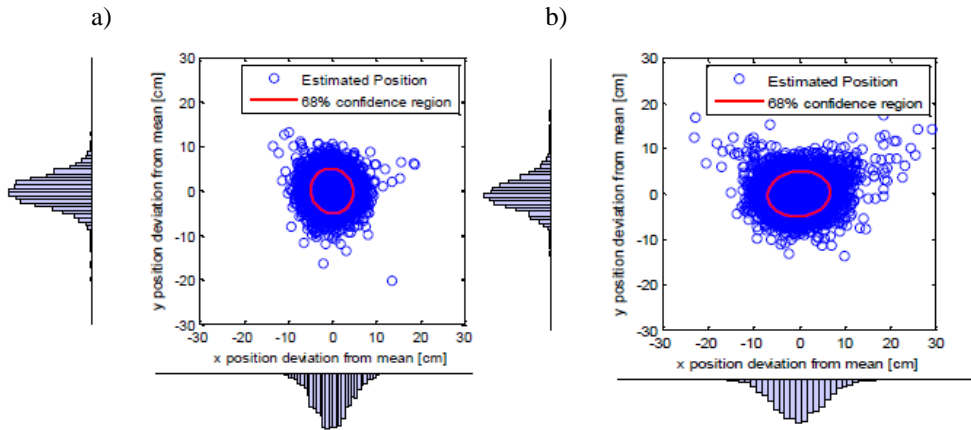 a)
30
20
10
0
-10
-20
-30
-30 -20 -10 0 10 20 30
y position deviation from mean [cm]
x position deviation from mean [cm]
Estimated Position
68% confidence region
b)
30
20
10
0
-10
-20
-30
-30 -20 -10 0 10 20 30
y position deviation from mean [cm]
x position deviation from mean [cm]
Estimated Position
68% confidence region